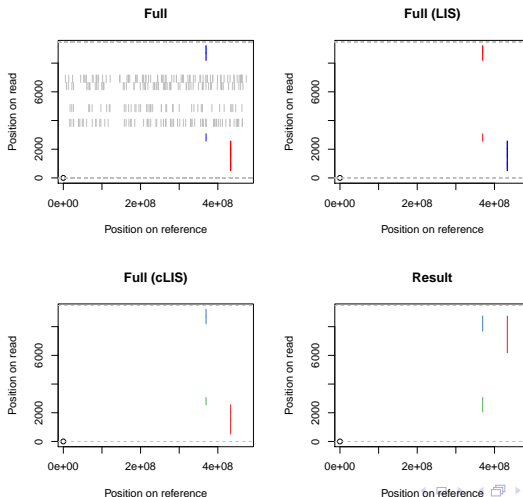 Full
Position on read
6000
2000
0
0e+00 2e+08 4e+08
Position on reference
Full (LIS)
Position on read
6000
2000
0
0e+00 2e+08 4e+08
Position on reference
Full (cLIS)
Position on read
6000
2000
0
0e+00 2e+08 4e+08
Position on reference
Result
Position on read
6000
2000
0
0e+00 2e+08 4e+08
Position on reference